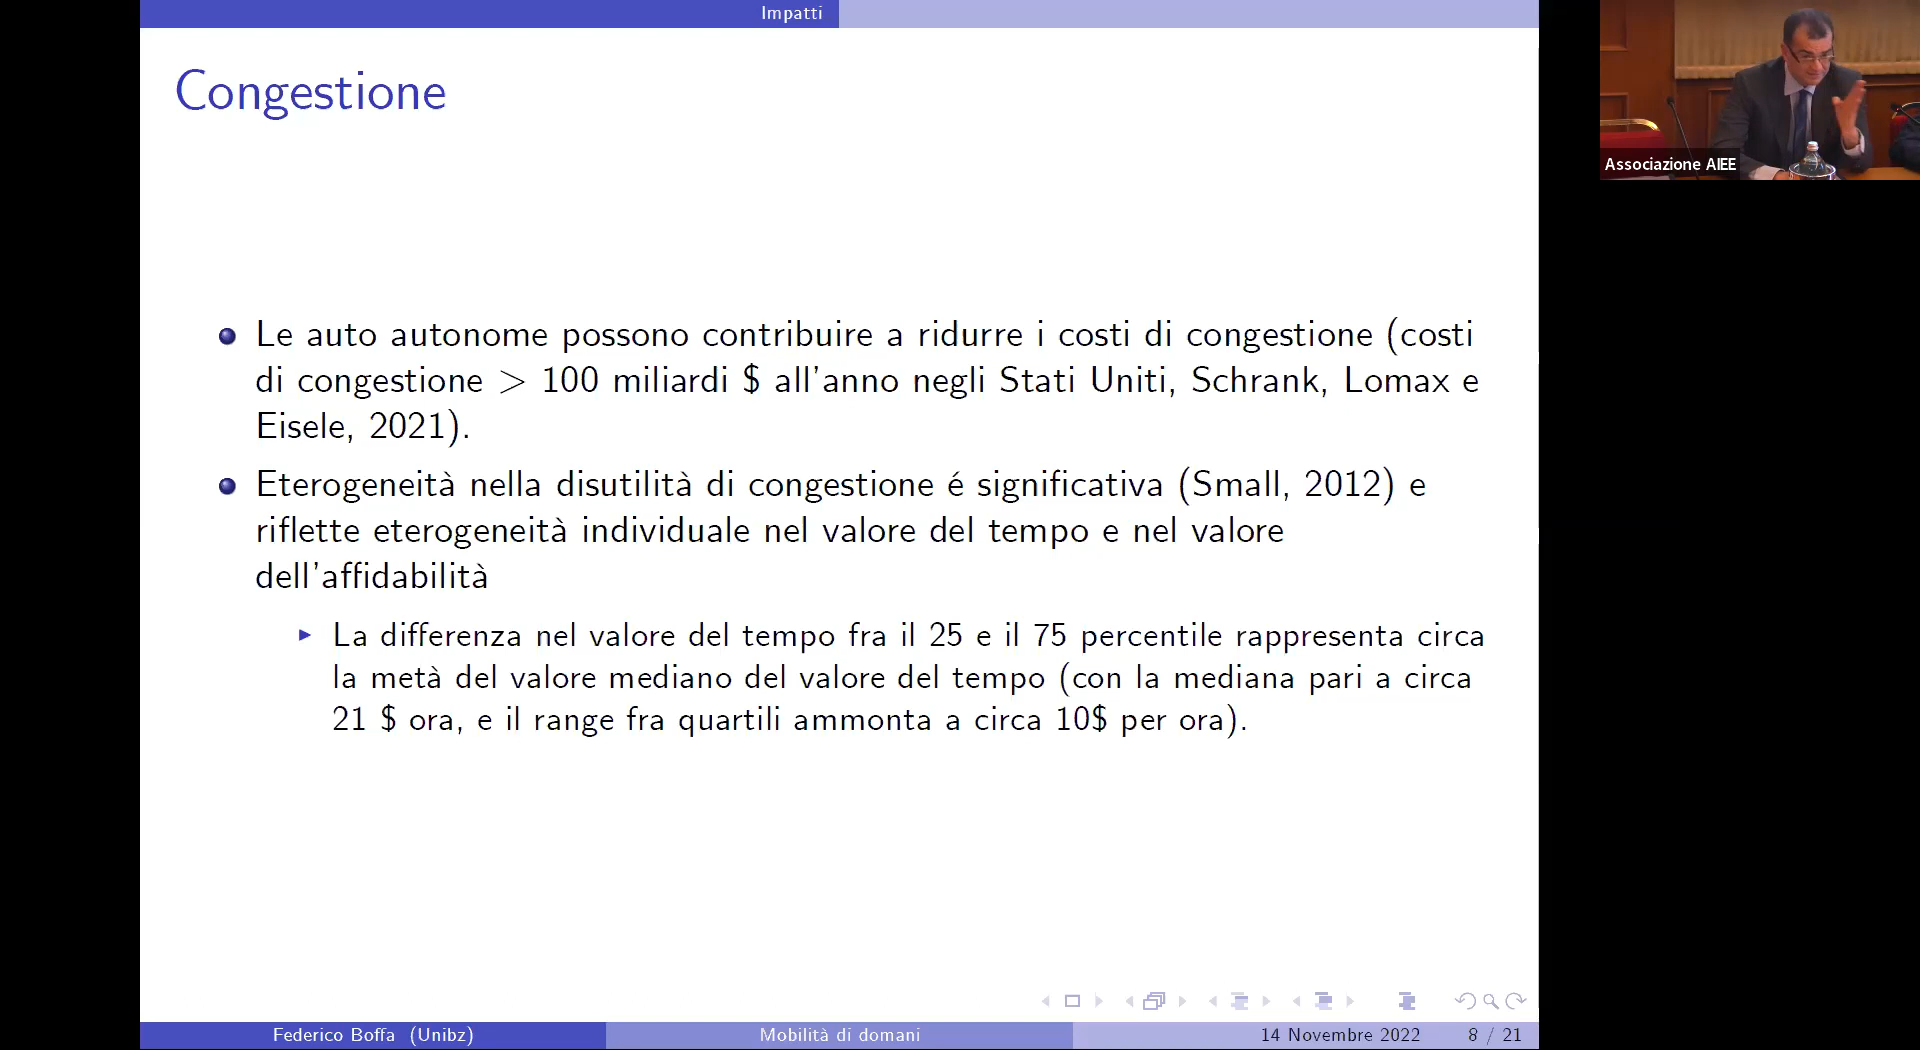 Impatti
Congestione
Le auto autonome possono contribuire a ridurre i costi di congestione (costi
di congestione > 100 miliardi $ all'anno negli Stati Uniti, Schrank, Lomax e
Eisele, 2021).
Eterogeneità nella disutilità di congestione é significativa (Small, 2012) e
riflette eterogeneità individuale nel valore del tempo e nel valore
dell'affidabilità
La differenza nel valore del tempo fra il 25 e il 75 percentile rappresenta circa
la metà del valore mediano del valore del tempo (con la mediana pari a circa
21 $ ora, e il range fra quartili ammonta a circa 10$ per ora).
Federico Boffa (Unibz)
Mobilità di domani
14 Novembre 2022
8 / 21
Associazione AIEE